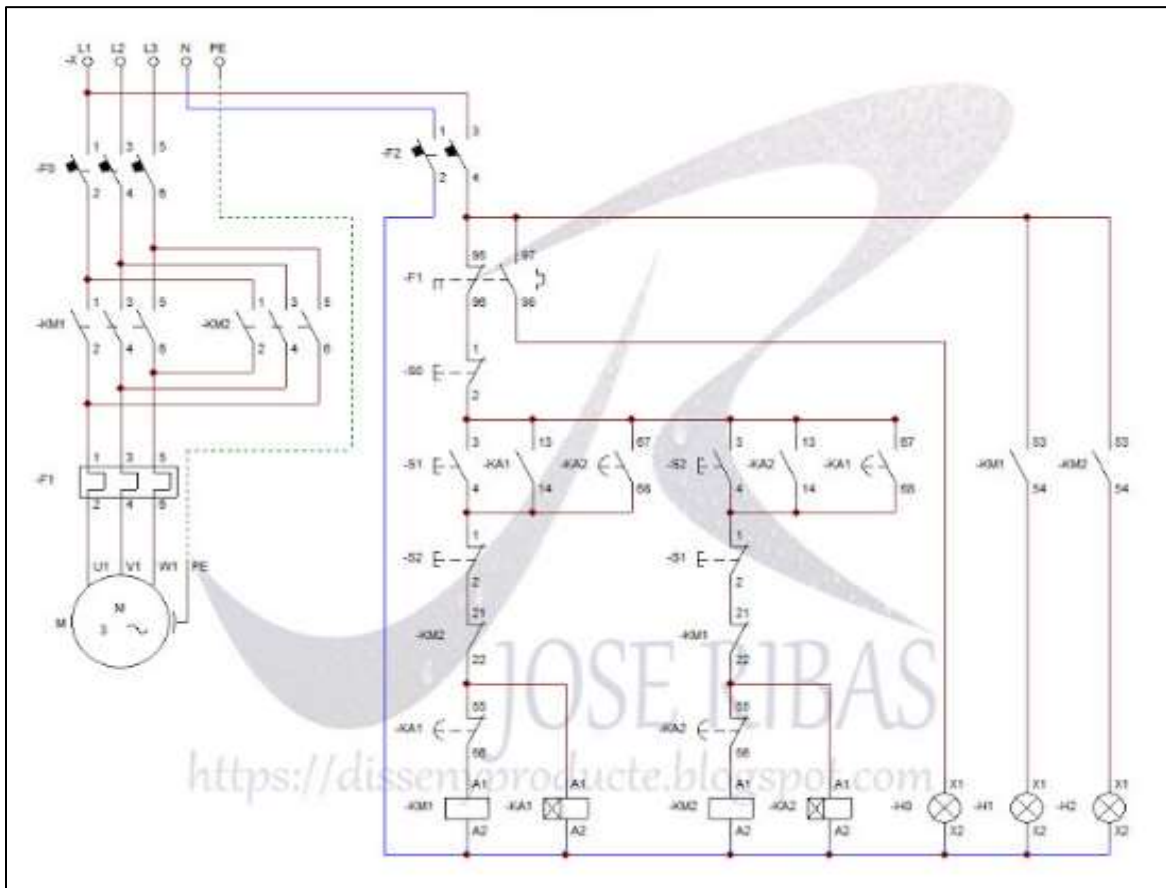 L1 L2 L3 N PE
-A
1 3 5
2 4 6
1 3
-F2
2 4
95 97
-F1
96 98
1 3 5
-KM1
2 4 6
1 3 5
-KM2
2 4 6
1
-S0
2
1 3 5
-F1
2 4 6
3 13 67
-S1 -KA1 -KA2
4 14 68
3 13 67
-S2 -KA2 -KA1
4 14 68
53 53
-KM1 -KM2
54 54
U1 V1 W1 PE
M M
3
1
-S2
2
1
-S1
2
21
-KM2
22
21
-KM1
22
55
-KA1
56
55
-KA2
56
JOSE RIBAS
https://dissenyproducte.blogspot.com
A1 A1 A1 A1 X1 X1 X1
-KM1 -KA1 -KM2 -KA2 -H0 -H1 -H2
A2 A2 A2 A2 X2 X2 X2